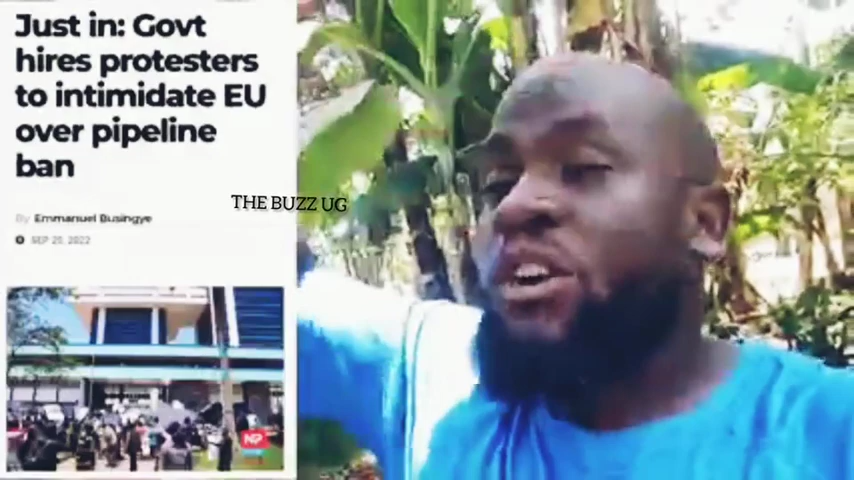 Just in: Govt
hires protesters
to intimidate EU
over pipeline
ban
By Emmanuel Busingye
SEP 25, 2022
THE BUZZ UG
NP